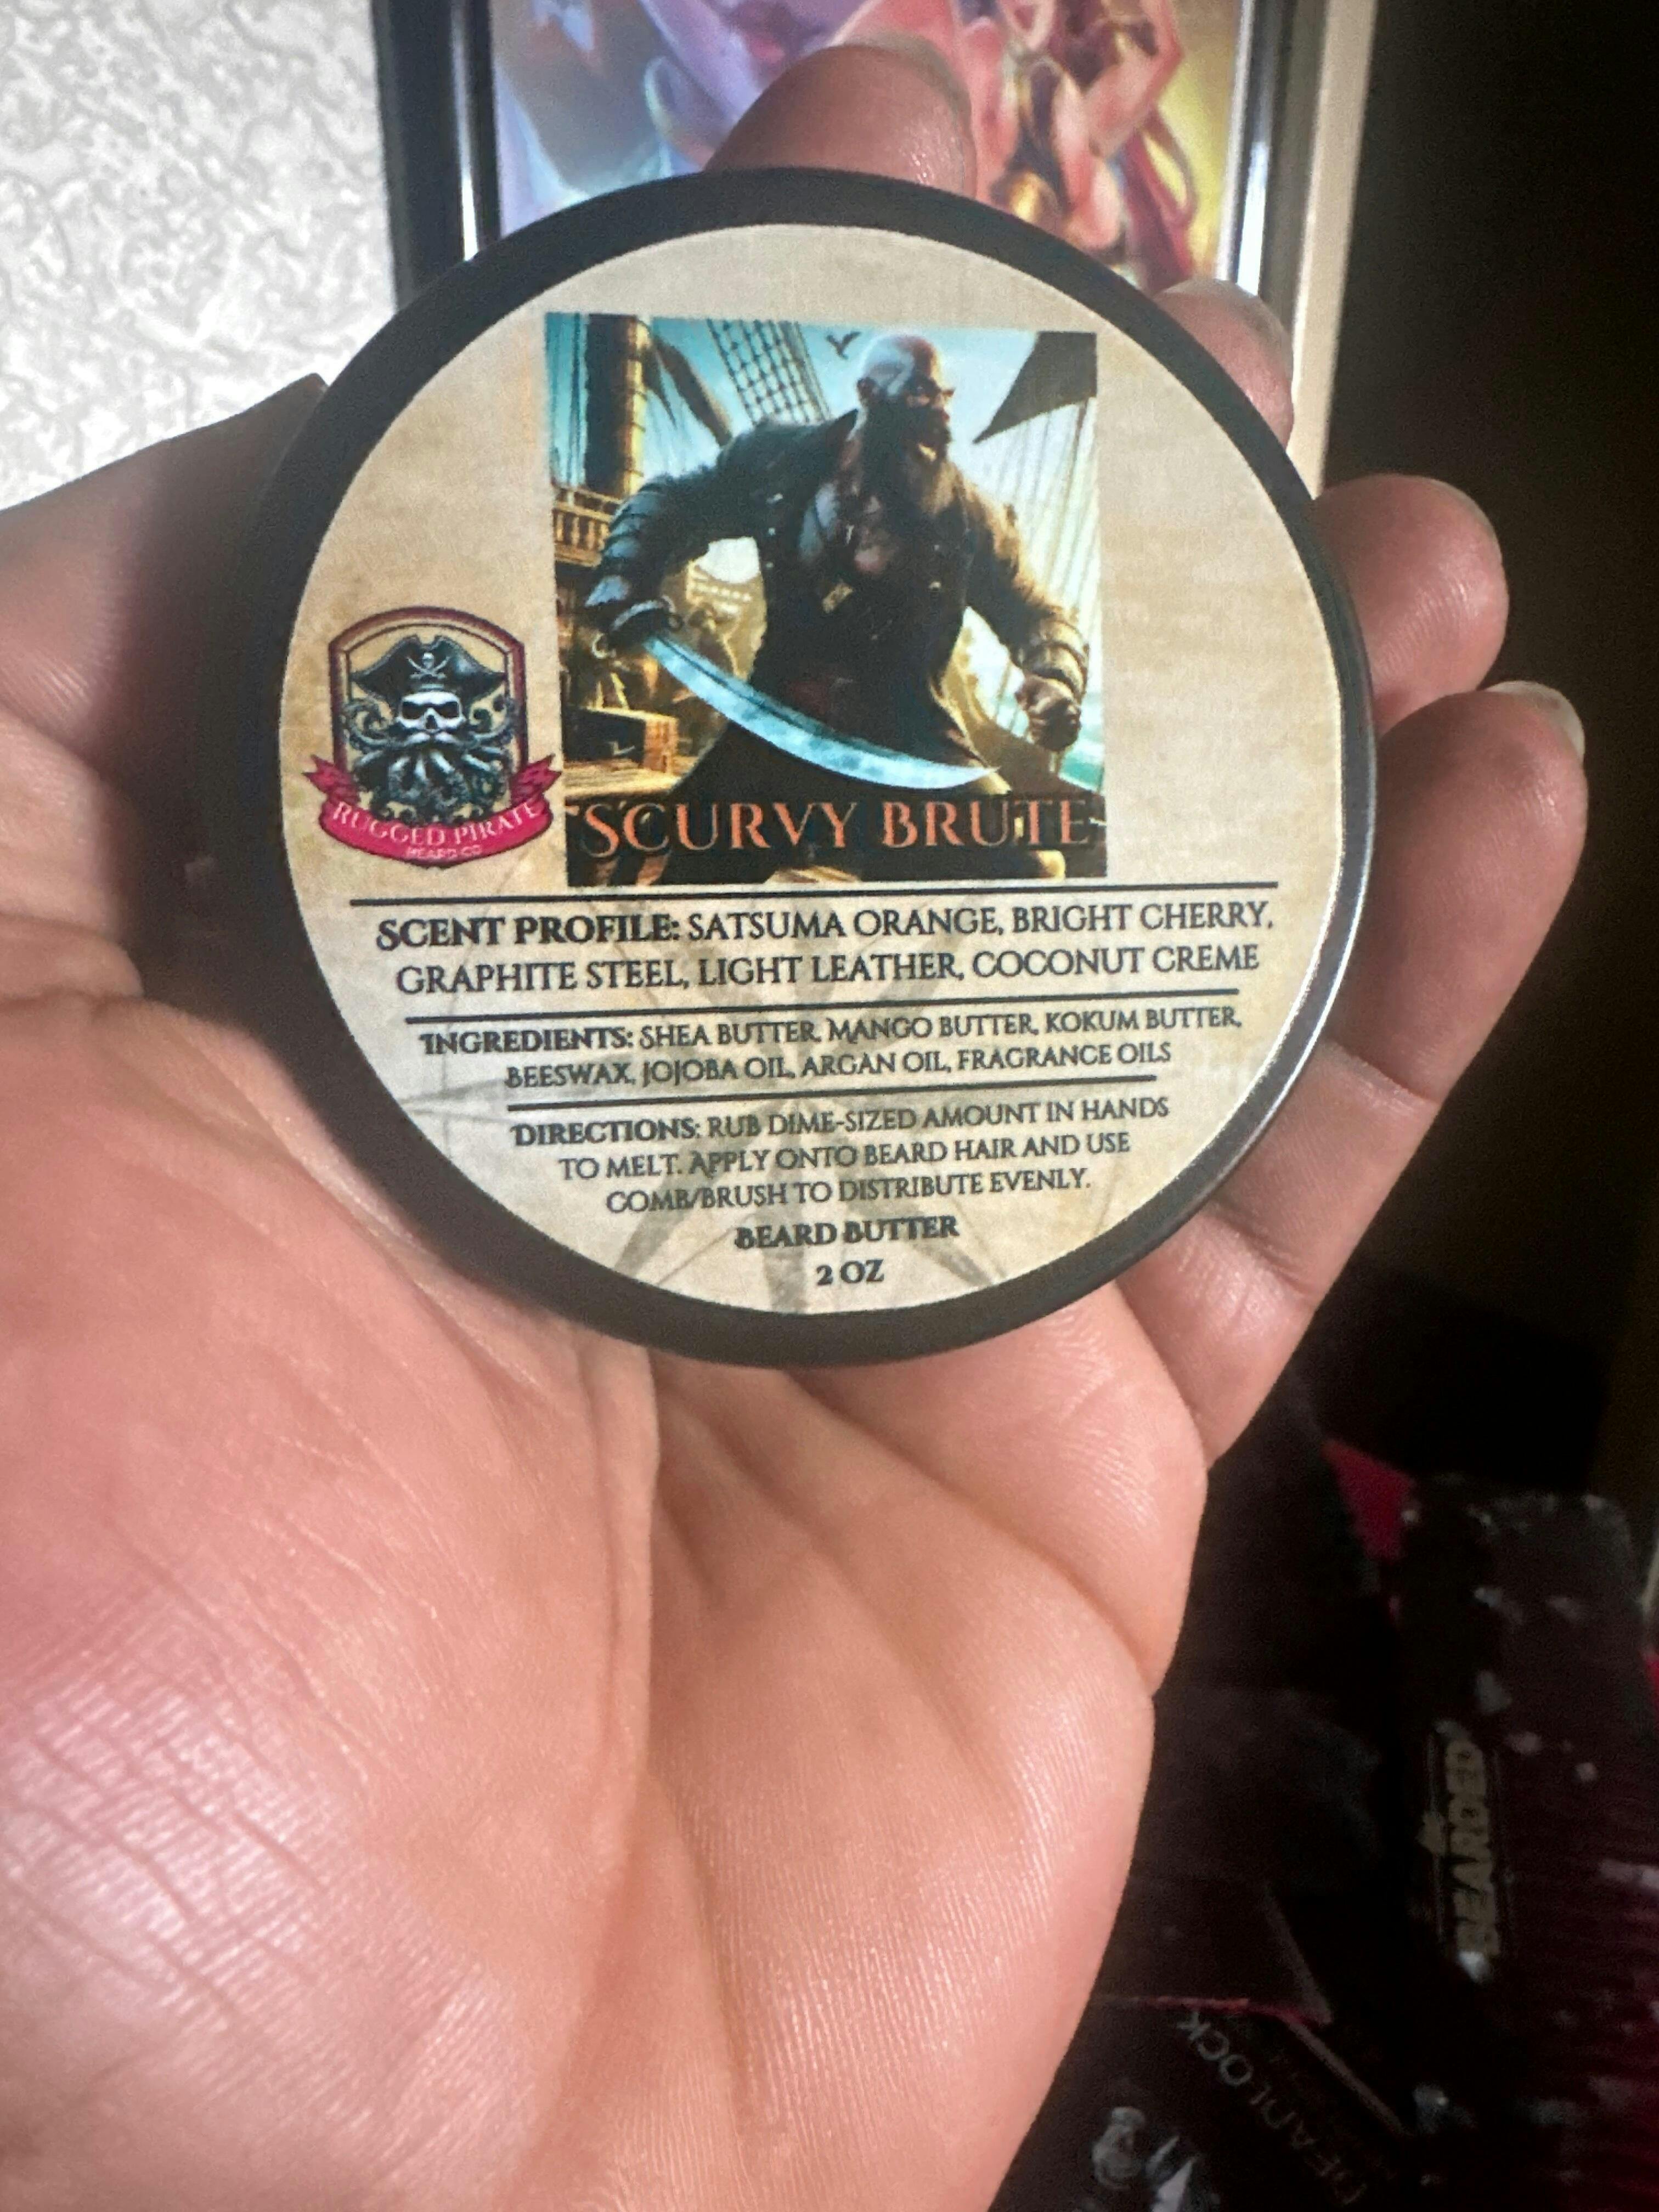 RUGGED PIRATE
BEARD CO
"SCURVY BRUTE"
SCENT PROFILE: SATSUMA ORANGE, BRIGHT CHERRY,
GRAPHITE STEEL, LIGHT LEATHER, COCONUT CREME
INGREDIENTS: SHEA BUTTER, MANGO BUTTER, KOKUM BUTTER,
BEESWAX, JOJOBA OIL, ARGAN OIL, FRAGRANCE OILS
DIRECTIONS: RUB DIME-SIZED AMOUNT IN HANDS
TO MELT. APPLY ONTO BEARD HAIR AND USE
COMB/BRUSH TO DISTRIBUTE EVENLY.
BEARD BUTTER
2 OZ
BEARDED
DEADLOCK